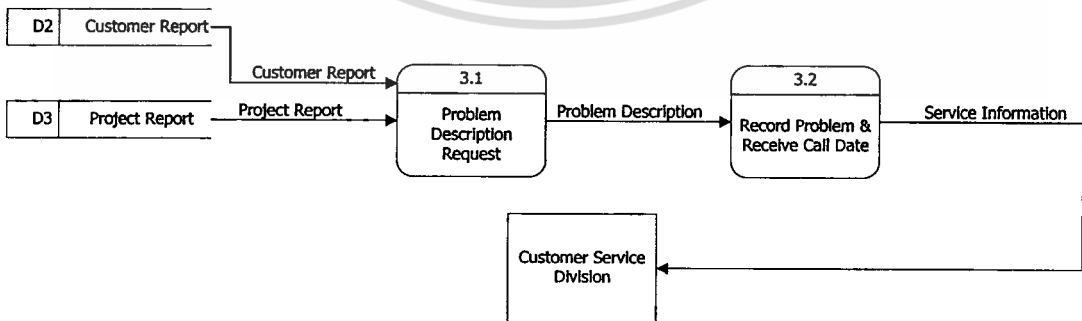 D2 Customer Report
Customer Report
D3 Project Report
Project Report
3.1
Problem
Description
Request
Problem Description
3.2
Record Problem &
Receive Call Date
Service Information
Customer Service
Division